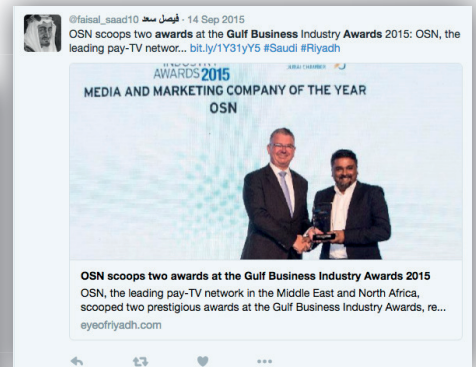 @faisal_saad10 فيصل سعد · 14 Sep 2015
OSN scoops two awards at the Gulf Business Industry Awards 2015: OSN, the
leading pay-TV networ... bit.ly/1Y31yY5 #Saudi #Riyadh
INDUSTRY
AWARDS 2015
MEDIA AND MARKETING COMPANY OF THE YEAR
OSN
OSN scoops two awards at the Gulf Business Industry Awards 2015
OSN, the leading pay-TV network in the Middle East and North Africa,
scooped two prestigious awards at the Gulf Business Industry Awards, re...
eyeofriyadh.com